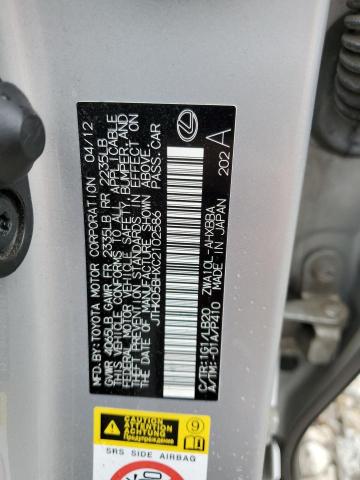 MFD.BY:TOYOTA MOTOR CORPORATION 04/12
GVWR 4065LB GAWR FR 2335LB RR 2235LB
THIS VEHICLE CONFORMS TO ALL APPLICABLE
FEDERAL MOTOR VEHICLE SAFETY, BUMPER, AND
THEFT PREVENTION STANDARDS IN EFFECT ON
THE DATE OF MANUFACTURE SHOWN ABOVE.
JTHKD5BHXC2102586 PASS.CAR
C/TR:1G1/LB20 ZWA10L-AHXBBA
A/TM:-01A/P410 MADE IN JAPAN
202 A
SRS SIDE AIRBAG